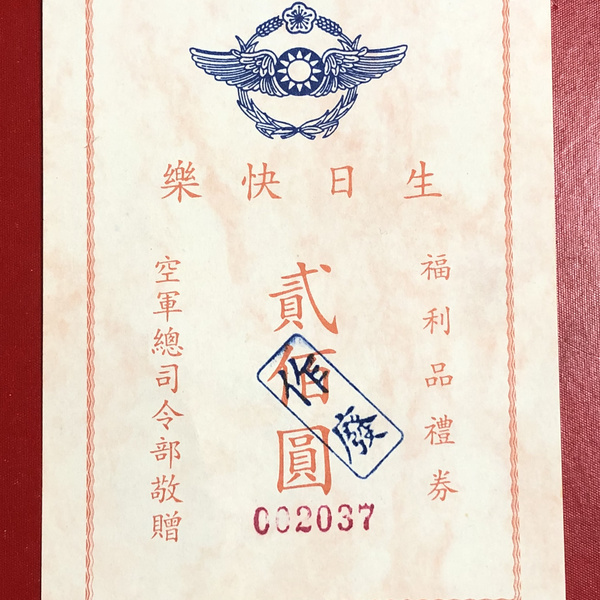 生日快樂
福利品禮券
貳佰圓
作廢
002037
空軍總司令部敬贈